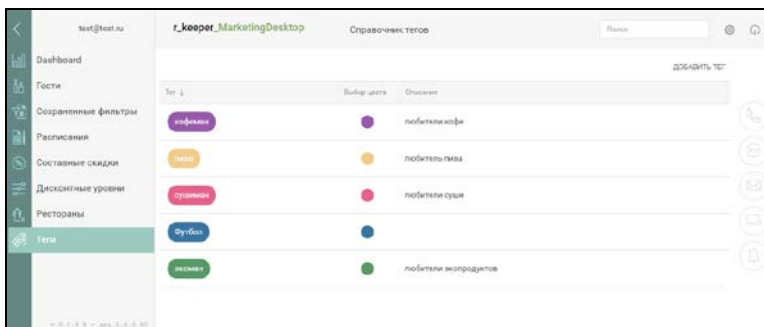 test@test.ru
r_keeper_MarketingDesktop
Справочник тегов
Поиск
Dashboard
Гости
Сохраненные фильтры
Расписания
Составные скидки
Дисконтные уровни
Рестораны
Теги
ДОБАВИТЬ ТЕГ
Тег ↓ Выбор цвета Описание
кофеман любители кофе
пиво любитель пива
сушиман любители суши
Футбол
экоман любители экопродуктов